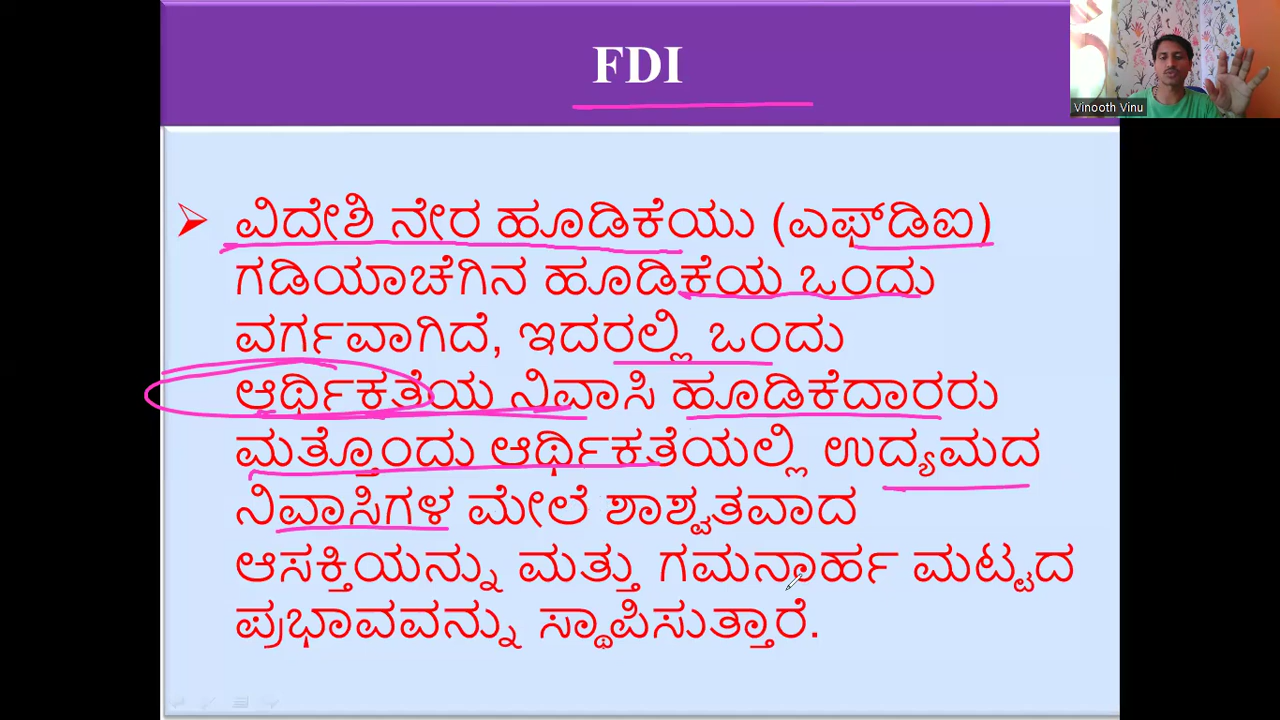 FDI
Vinooth Vinu
ವಿದೇಶಿ ನೇರ ಹೂಡಿಕೆಯು (ಎಫ್‌ಡಿಐ)
ಗಡಿಯಾಚೆಗಿನ ಹೂಡಿಕೆಯ ಒಂದು
ವರ್ಗವಾಗಿದೆ, ಇದರಲ್ಲಿ ಒಂದು
ಆರ್ಥಿಕತೆಯ ನಿವಾಸಿ ಹೂಡಿಕೆದಾರರು
ಮತ್ತೊಂದು ಆರ್ಥಿಕತೆಯಲ್ಲಿ ಉದ್ಯಮದ
ನಿವಾಸಿಗಳ ಮೇಲೆ ಶಾಶ್ವತವಾದ
ಆಸಕ್ತಿಯನ್ನು ಮತ್ತು ಗಮನಾರ್ಹ ಮಟ್ಟದ
ಪ್ರಭಾವವನ್ನು ಸ್ಥಾಪಿಸುತ್ತಾರೆ.